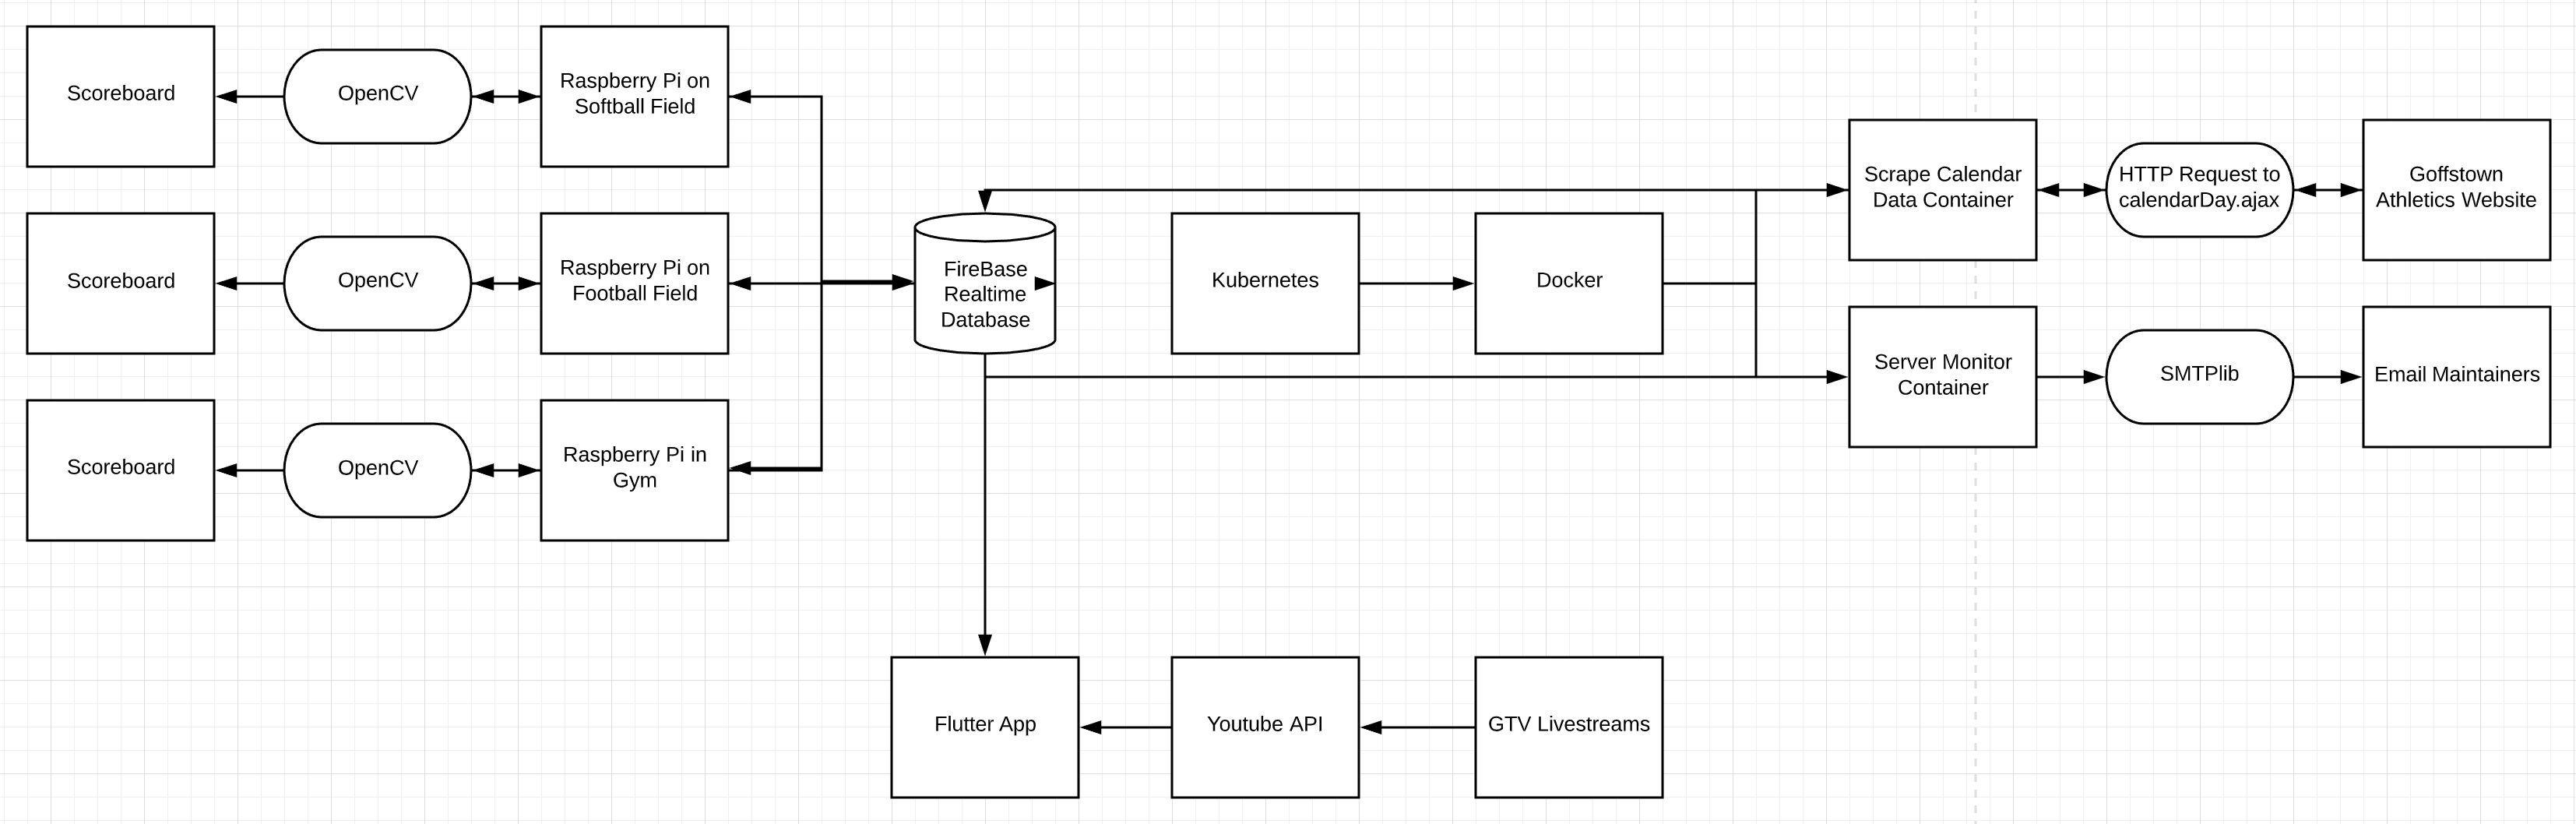 Scoreboard
OpenCV
Raspberry Pi on
Softball Field
Scoreboard
OpenCV
Raspberry Pi on
Football Field
Scoreboard
OpenCV
Raspberry Pi in
Gym
FireBase
Realtime
Database
Kubernetes
Docker
Scrape Calendar
Data Container
HTTP Request to
calendarDay.ajax
Goffstown
Athletics Website
Server Monitor
Container
SMTPlib
Email Maintainers
Flutter App
Youtube API
GTV Livestreams